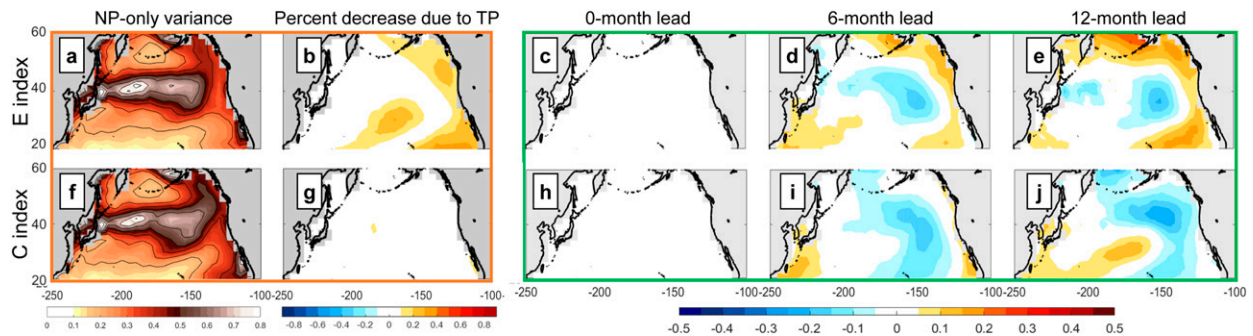 NP-only variance Percent decrease due to TP 0-month lead 6-month lead 12-month lead
60 a b c d e
E index
40
20
60 f g h i j
C index
40
20
-250 -200 -150 -100 -250 -200 -150 -100- -250 -200 -150 -100 -250 -200 -150 -100 -250 -200 -150 -100
0 0.1 0.2 0.3 0.4 0.5 0.6 0.7 0.8 -0.8 -0.6 -0.4 -0.2 0 0.2 0.4 0.6 0.8 -0.5 -0.4 -0.3 -0.2 -0.1 0 0.1 0.2 0.3 0.4 0.5